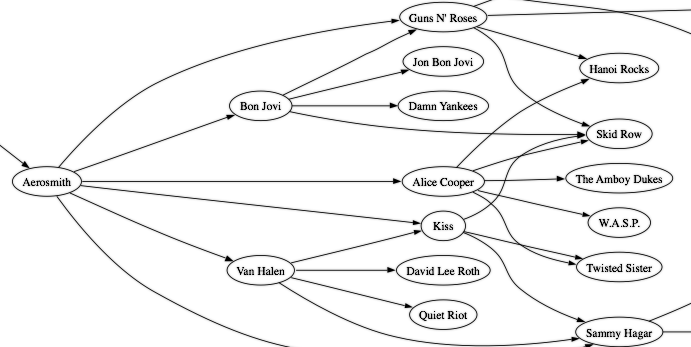 Guns N' Roses
Jon Bon Jovi
Hanoi Rocks
Bon Jovi
Damn Yankees
Skid Row
Aerosmith
Alice Cooper
The Amboy Dukes
Kiss
W.A.S.P.
Van Halen
David Lee Roth
Twisted Sister
Quiet Riot
Sammy Hagar